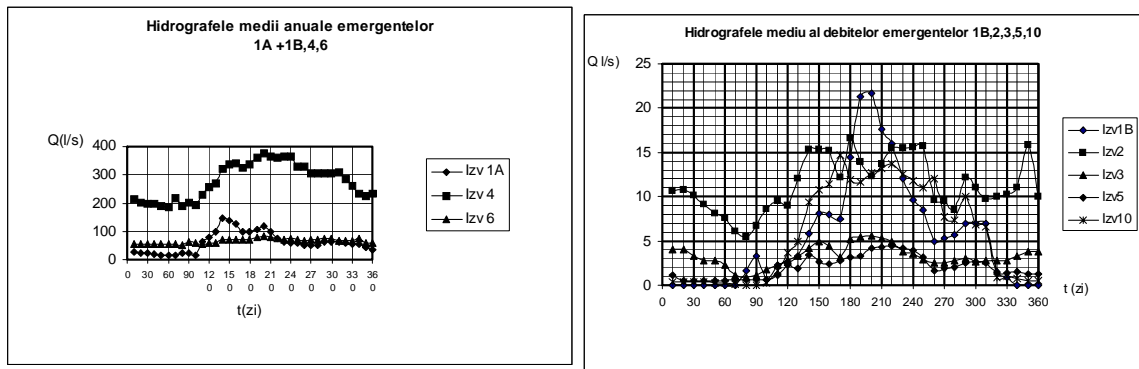 Hidrografele medii anuale emergentelor
1A +1B,4,6
Q(l/s)
400
300
200
100
0
0 30 60 90 12 0 15 0 18 0 21 0 24 0 27 0 30 0 33 0 36 0
t(zi)
Izv 1A
Izv 4
Izv 6
Hidrografele mediu al debitelor emergentelor 1B,2,3,5,10
Q l/s)
25
20
15
10
5
0
0 30 60 90 120 150 180 210 240 270 300 330 360
t (zi)
Izv1B
Izv2
Izv3
Izv5
Izv10